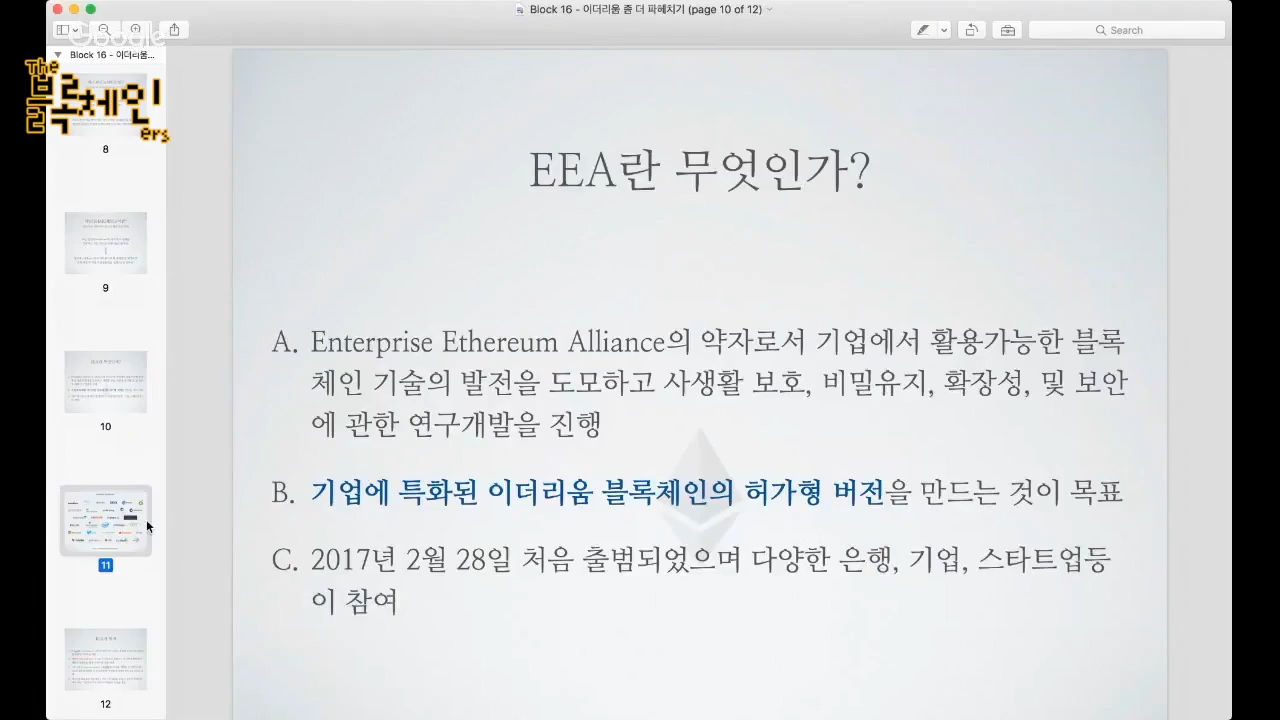 Block 16 - 이더리움 좀 더 파헤치기 (page 10 of 12)
Google
Search
Block 16 - 이더리움...
The
블록체인
ers
8
9
10
11
12
EEA란 무엇인가?
A. Enterprise Ethereum Alliance의 약자로서 기업에서 활용가능한 블록
체인 기술의 발전을 도모하고 사생활 보호, 비밀유지, 확장성, 및 보안
에 관한 연구개발을 진행
B. 기업에 특화된 이더리움 블록체인의 허가형 버전을 만드는 것이 목표
C. 2017년 2월 28일 처음 출범되었으며 다양한 은행, 기업, 스타트업등
이 참여